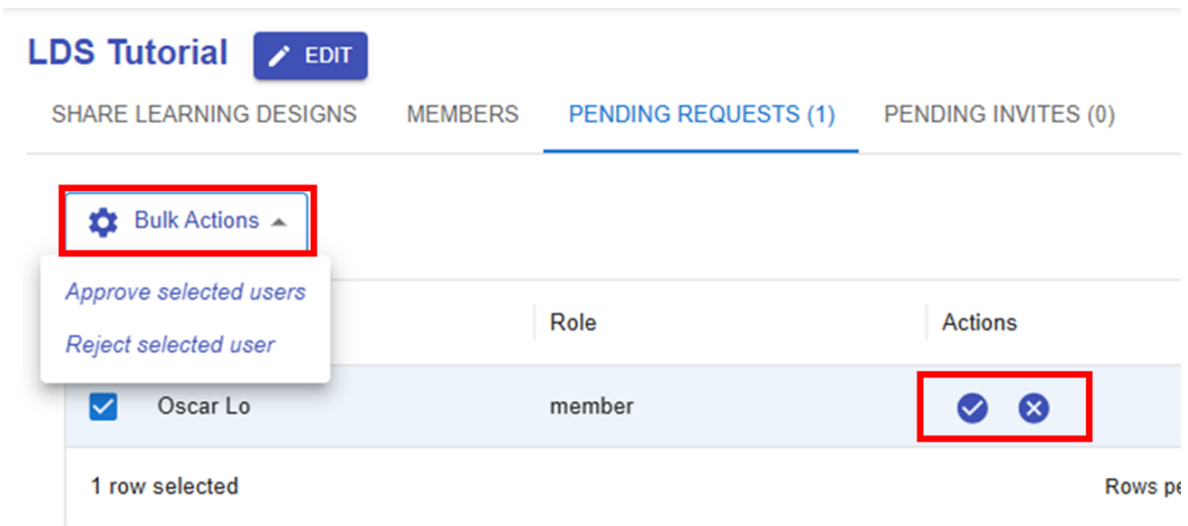 LDS Tutorial EDIT
SHARE LEARNING DESIGNS MEMBERS PENDING REQUESTS (1) PENDING INVITES (0)
Bulk Actions
Approve selected users
Reject selected user
Role Actions
Oscar Lo member
1 row selected Rows